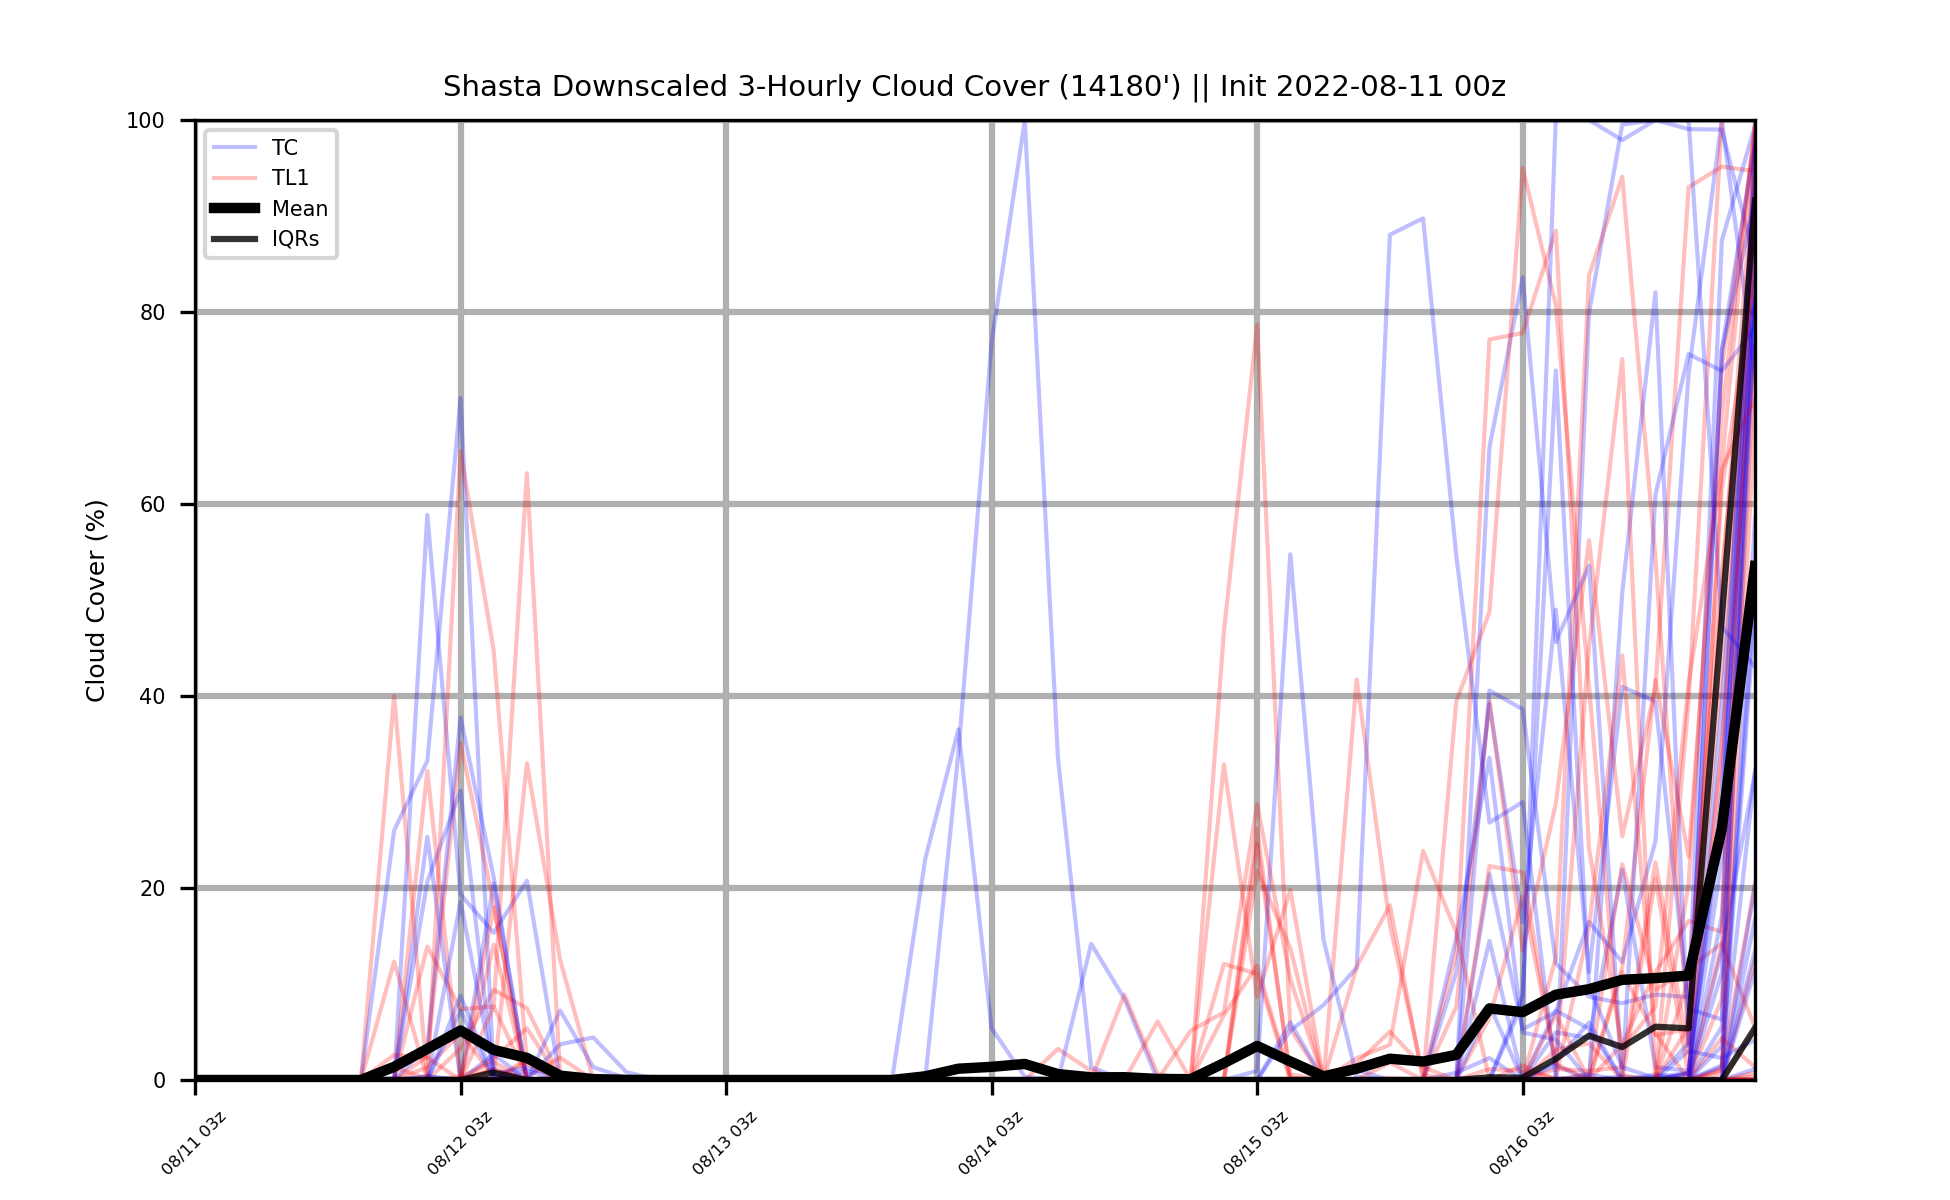 Shasta Downscaled 3-Hourly Cloud Cover (14180') || Init 2022-08-11 00z
100
80
60
40
20
0
Cloud Cover (%)
TC
TL1
Mean
IQRs
08/11 03z
08/12 03z
08/13 03z
08/14 03z
08/15 03z
08/16 03z